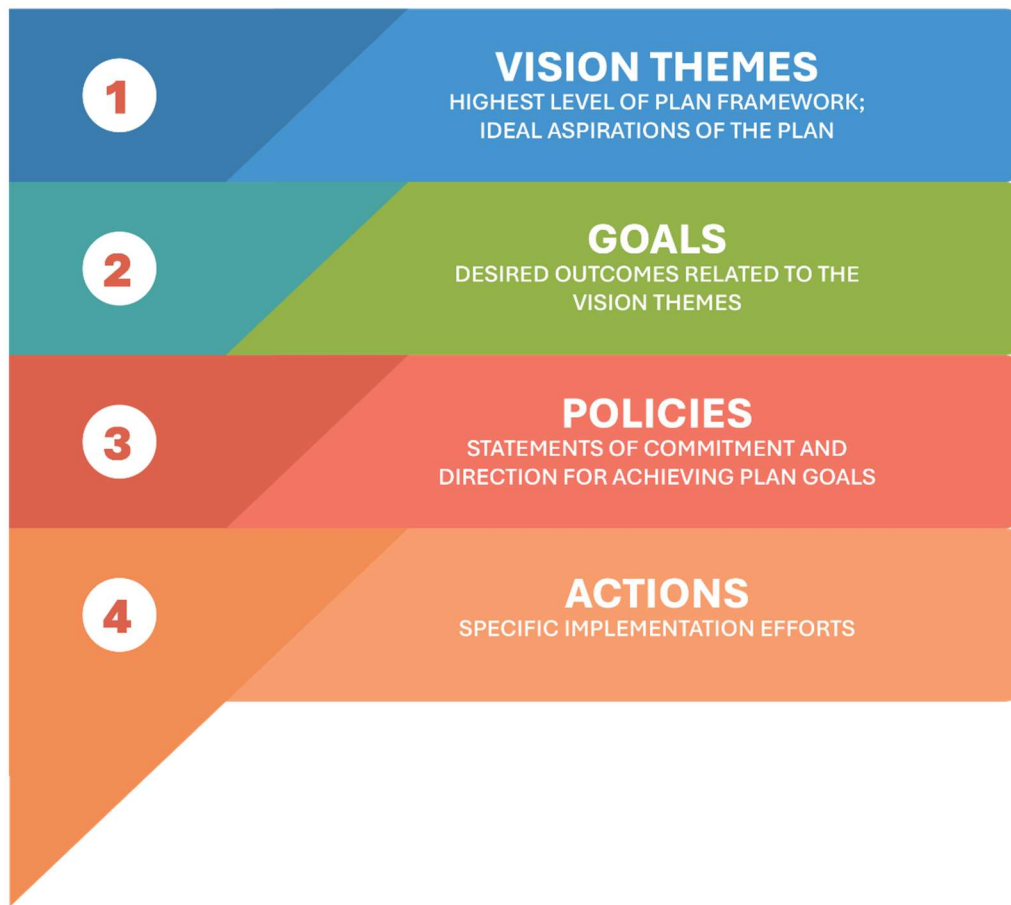 1
VISION THEMES
HIGHEST LEVEL OF PLAN FRAMEWORK;
IDEAL ASPIRATIONS OF THE PLAN
2
GOALS
DESIRED OUTCOMES RELATED TO THE
VISION THEMES
3
POLICIES
STATEMENTS OF COMMITMENT AND
DIRECTION FOR ACHIEVING PLAN GOALS
4
ACTIONS
SPECIFIC IMPLEMENTATION EFFORTS